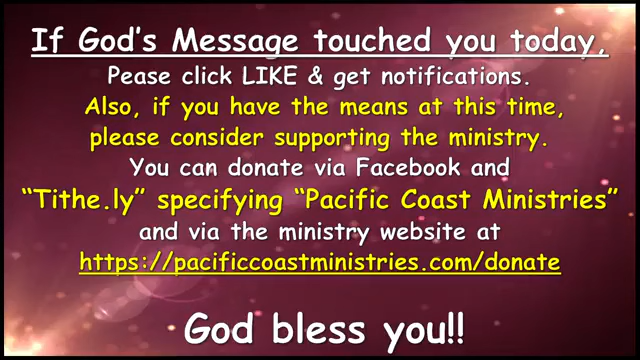 If God's Message touched you today,
Pease click LIKE & get notifications.
Also, if you have the means at this time,
please consider supporting the ministry.
You can donate via Facebook and
“Tithe.ly” specifying “Pacific Coast Ministries”
and via the ministry website at
https://pacificcoastministries.com/donate
God bless you!!